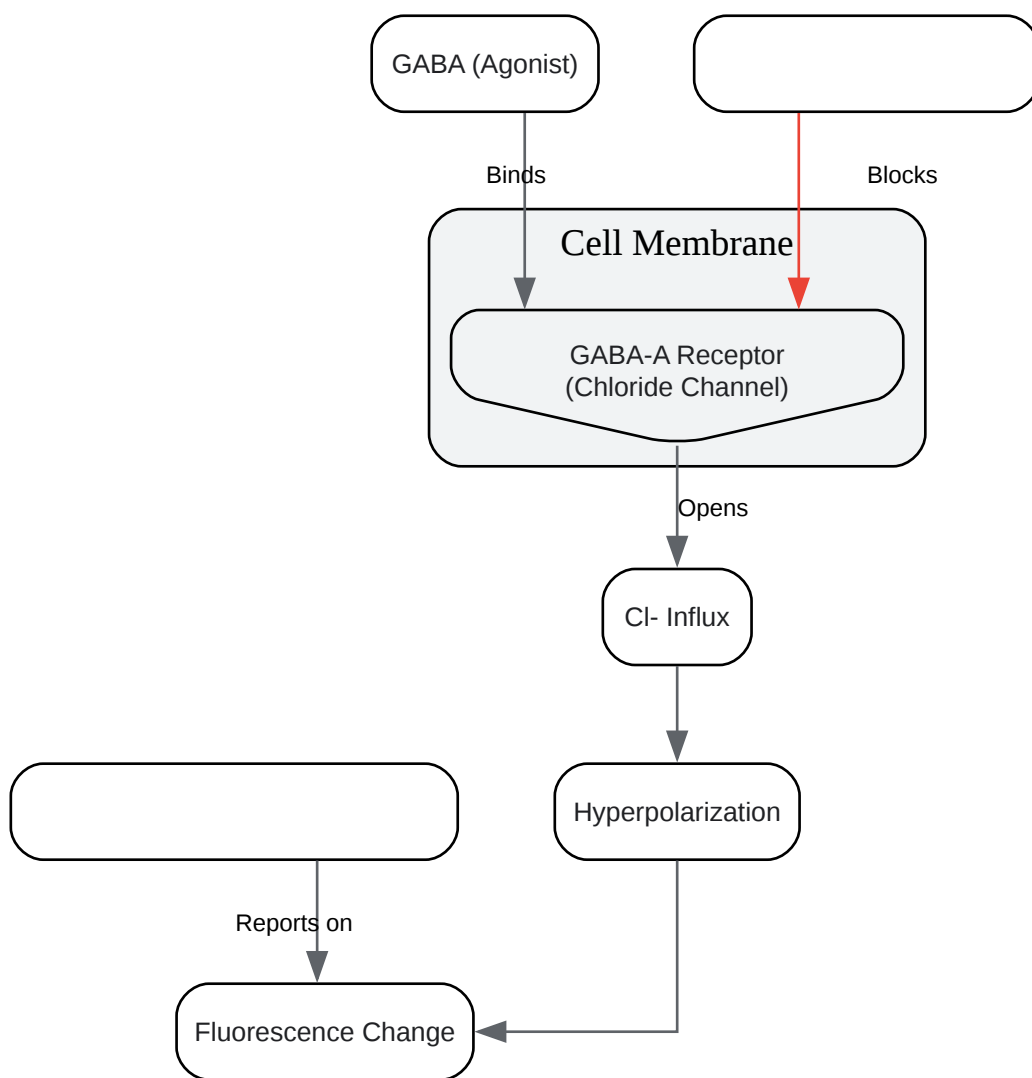 GABA (Agonist)
Binds
Blocks
Cell Membrane
GABA-A Receptor
(Chloride Channel)
Opens
Cl- Influx
Hyperpolarization
Reports on
Fluorescence Change